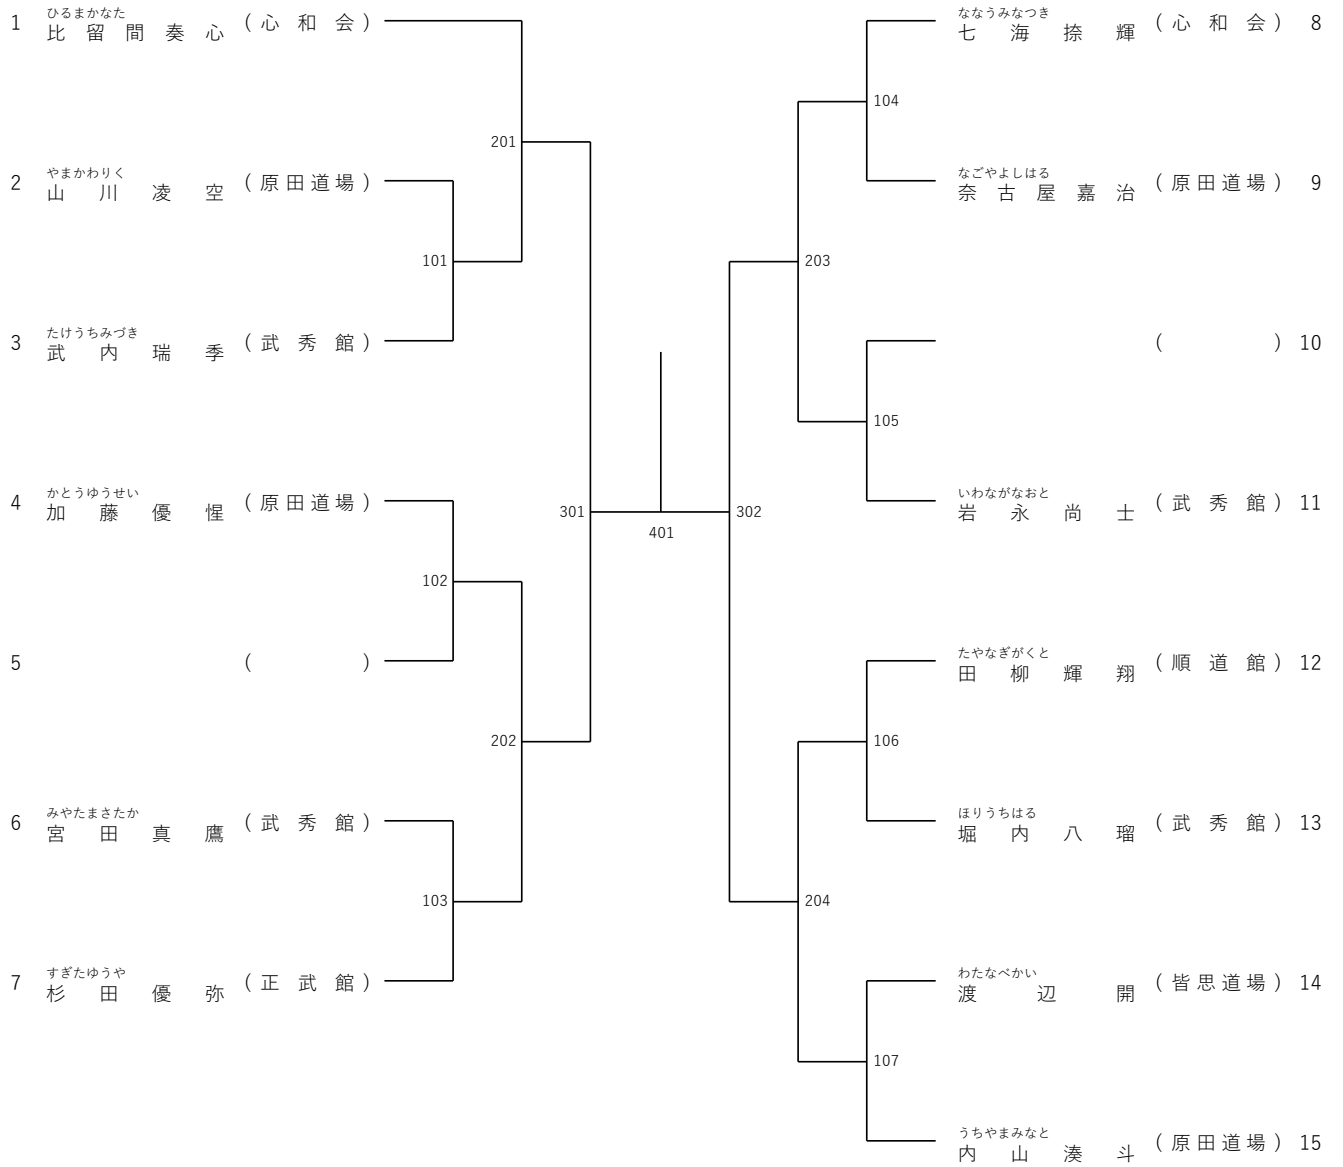 ひるまかなた
1 比留間奏心 (心和会)
201
やまかわりく
2 山川凌空 (原田道場)
101
たけうちみづき
3 武内瑞季 (武秀館)
かとうゆうせい
4 加藤優惺 (原田道場)
301
102
5 ( )
202
みやたまさたか
6 宮田真鷹 (武秀館)
103
すぎたゆうや
7 杉田優弥 (正武館)
401
ななうみなつき
七海捺輝 (心和会) 8
104
なごやよしはる
奈古屋嘉治 (原田道場) 9
203
( ) 10
105
いわながなおと
岩永尚士 (武秀館) 11
302
たやなぎがくと
田柳輝翔 (順道館) 12
106
ほりうちはる
堀内八瑠 (武秀館) 13
204
わたなべかい
渡辺開 (皆思道場) 14
107
うちやまみなと
内山湊斗 (原田道場) 15